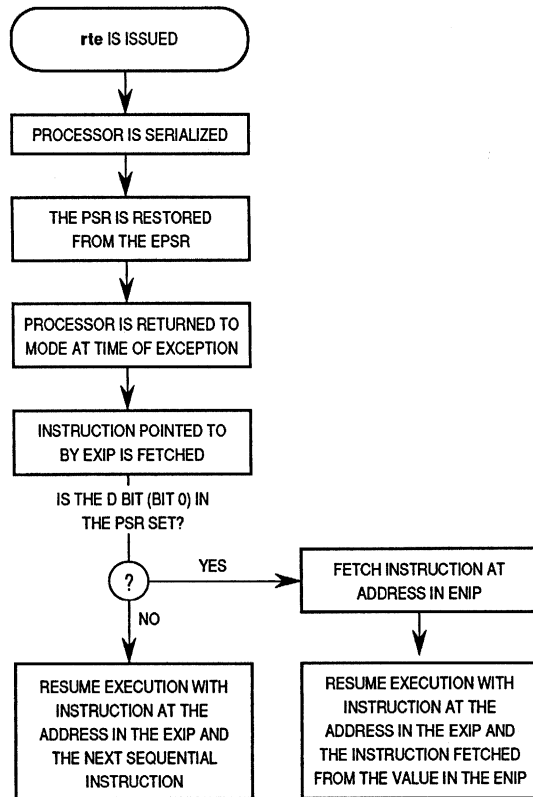 rte IS ISSUED
PROCESSOR IS SERIALIZED
THE PSR IS RESTORED
FROM THE EPSR
PROCESSOR IS RETURNED TO
MODE AT TIME OF EXCEPTION
INSTRUCTION POINTED TO
BY EXIP IS FETCHED
IS THE D BIT (BIT 0) IN
THE PSR SET?
?
YES
NO
FETCH INSTRUCTION AT
ADDRESS IN ENIP
RESUME EXECUTION WITH
INSTRUCTION AT THE
ADDRESS IN THE EXIP AND
THE NEXT SEQUENTIAL
INSTRUCTION
RESUME EXECUTION WITH
INSTRUCTION AT THE
ADDRESS IN THE EXIP AND
THE INSTRUCTION FETCHED
FROM THE VALUE IN THE ENIP